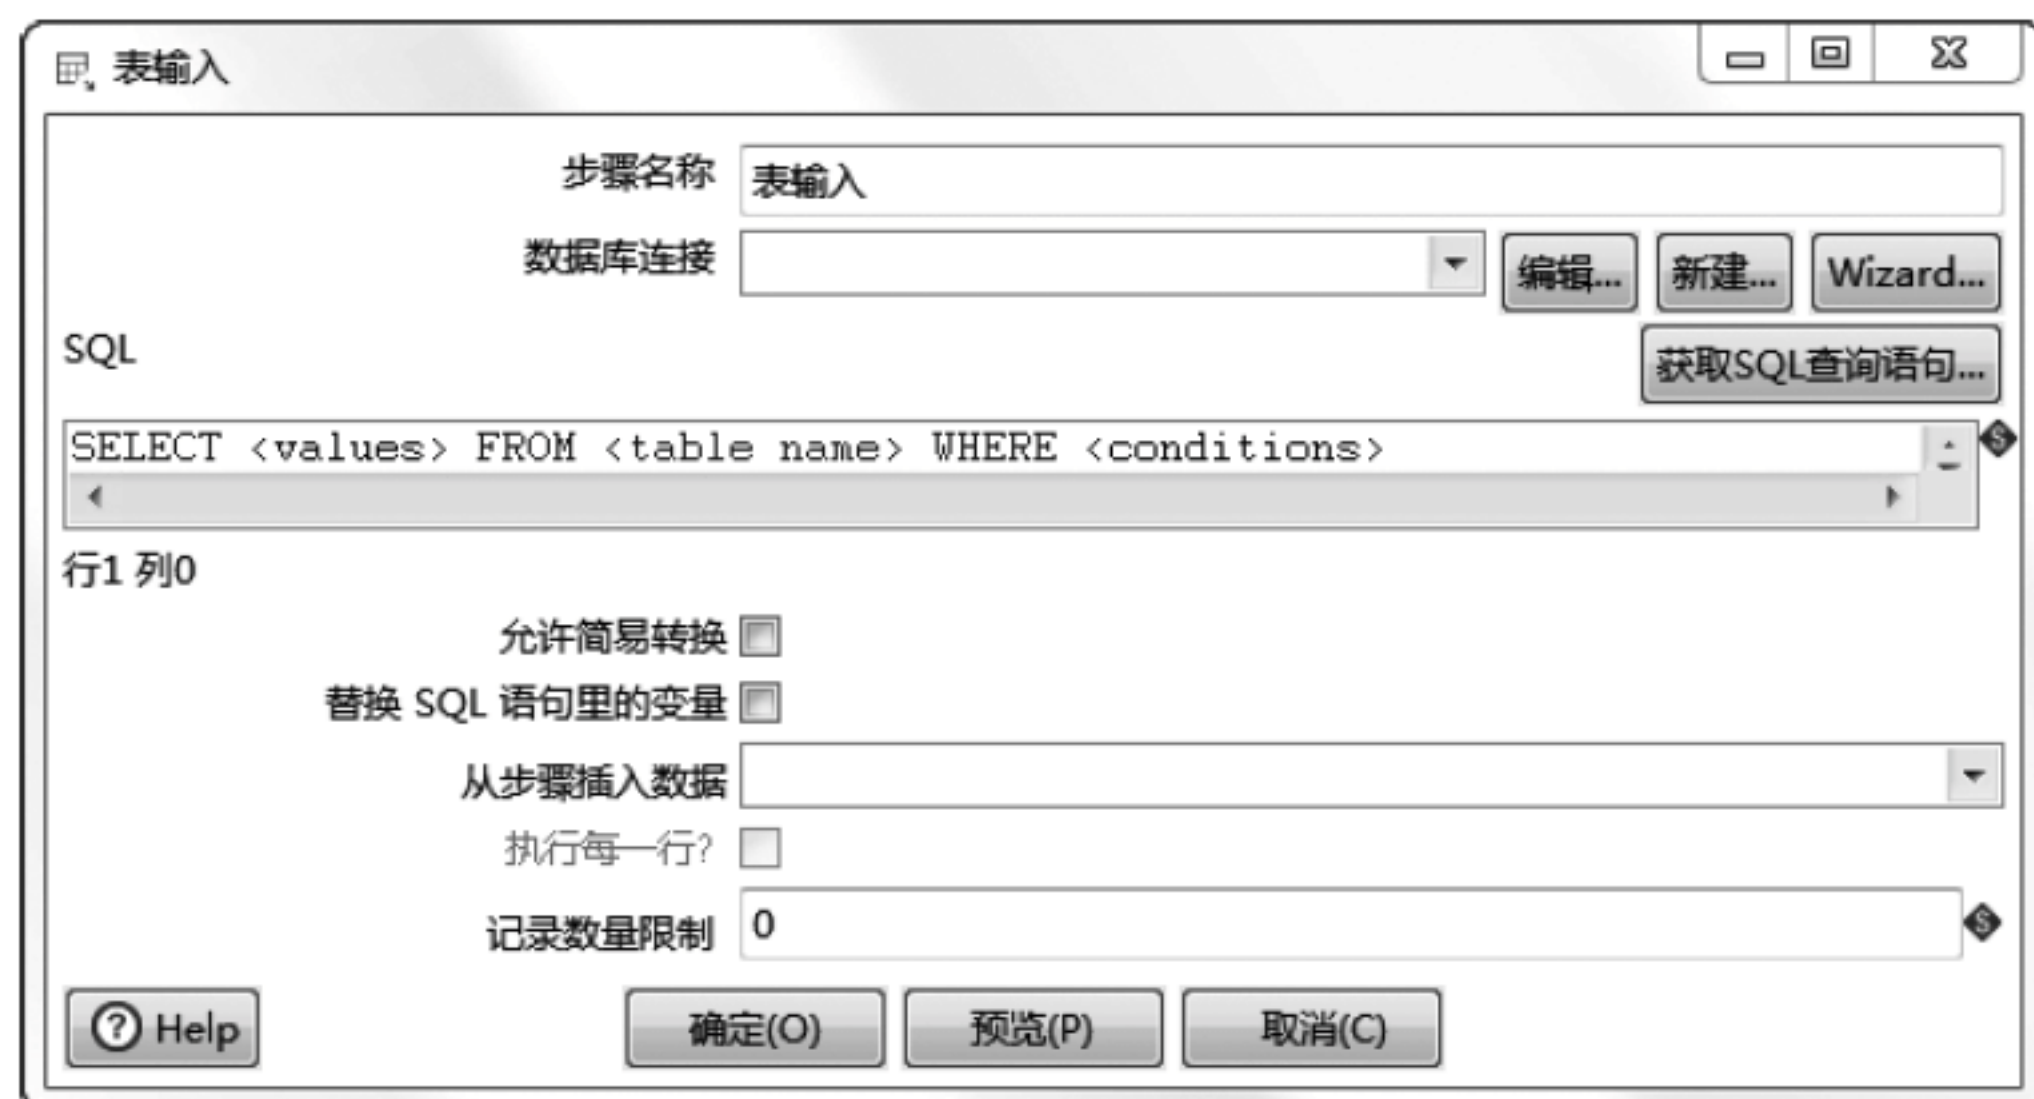 表输入
步骤名称 表输入
数据库连接 编辑... 新建... Wizard...
SQL 获取SQL查询语句...
SELECT <values> FROM <table name> WHERE <conditions>
行1 列0
允许简易转换
替换 SQL 语句里的变量
从步骤插入数据
执行每一行?
记录数量限制 0
Help 确定(O) 预览(P) 取消(C)